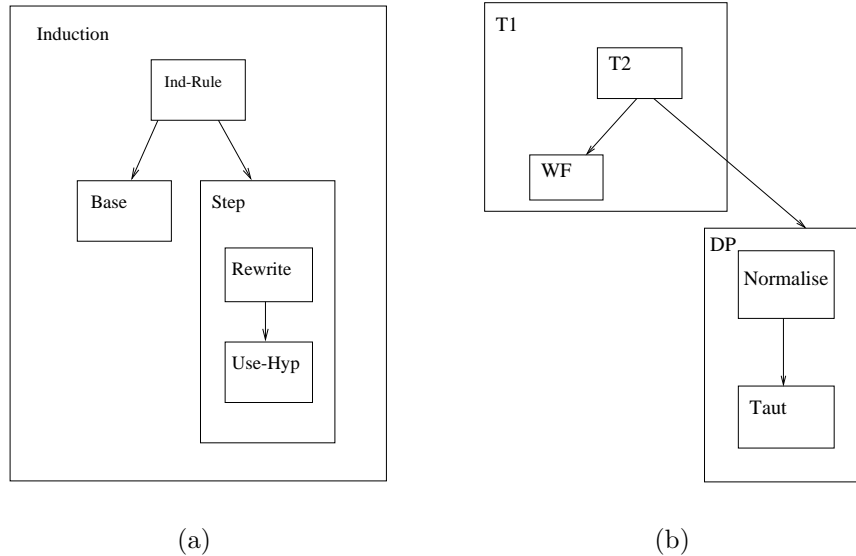 Induction
Ind-Rule
Base
Step
Rewrite
Use-Hyp
(a)
T1
T2
WF
DP
Normalise
Taut
(b)